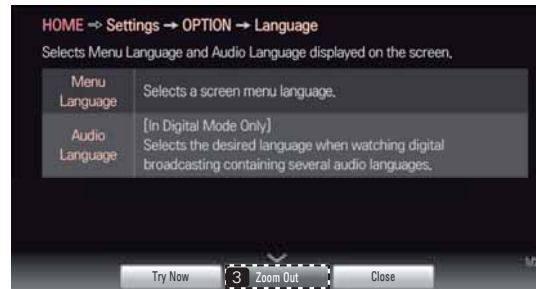 HOME ➾ Settings → OPTION → Language
Selects Menu Language and Audio Language displayed on the screen.
Menu
Language
Selects a screen menu language.
Audio
Language
[In Digital Mode Only]
Selects the desired language when watching digital
broadcasting containing several audio languages.
Try Now
3 Zoom Out
Close